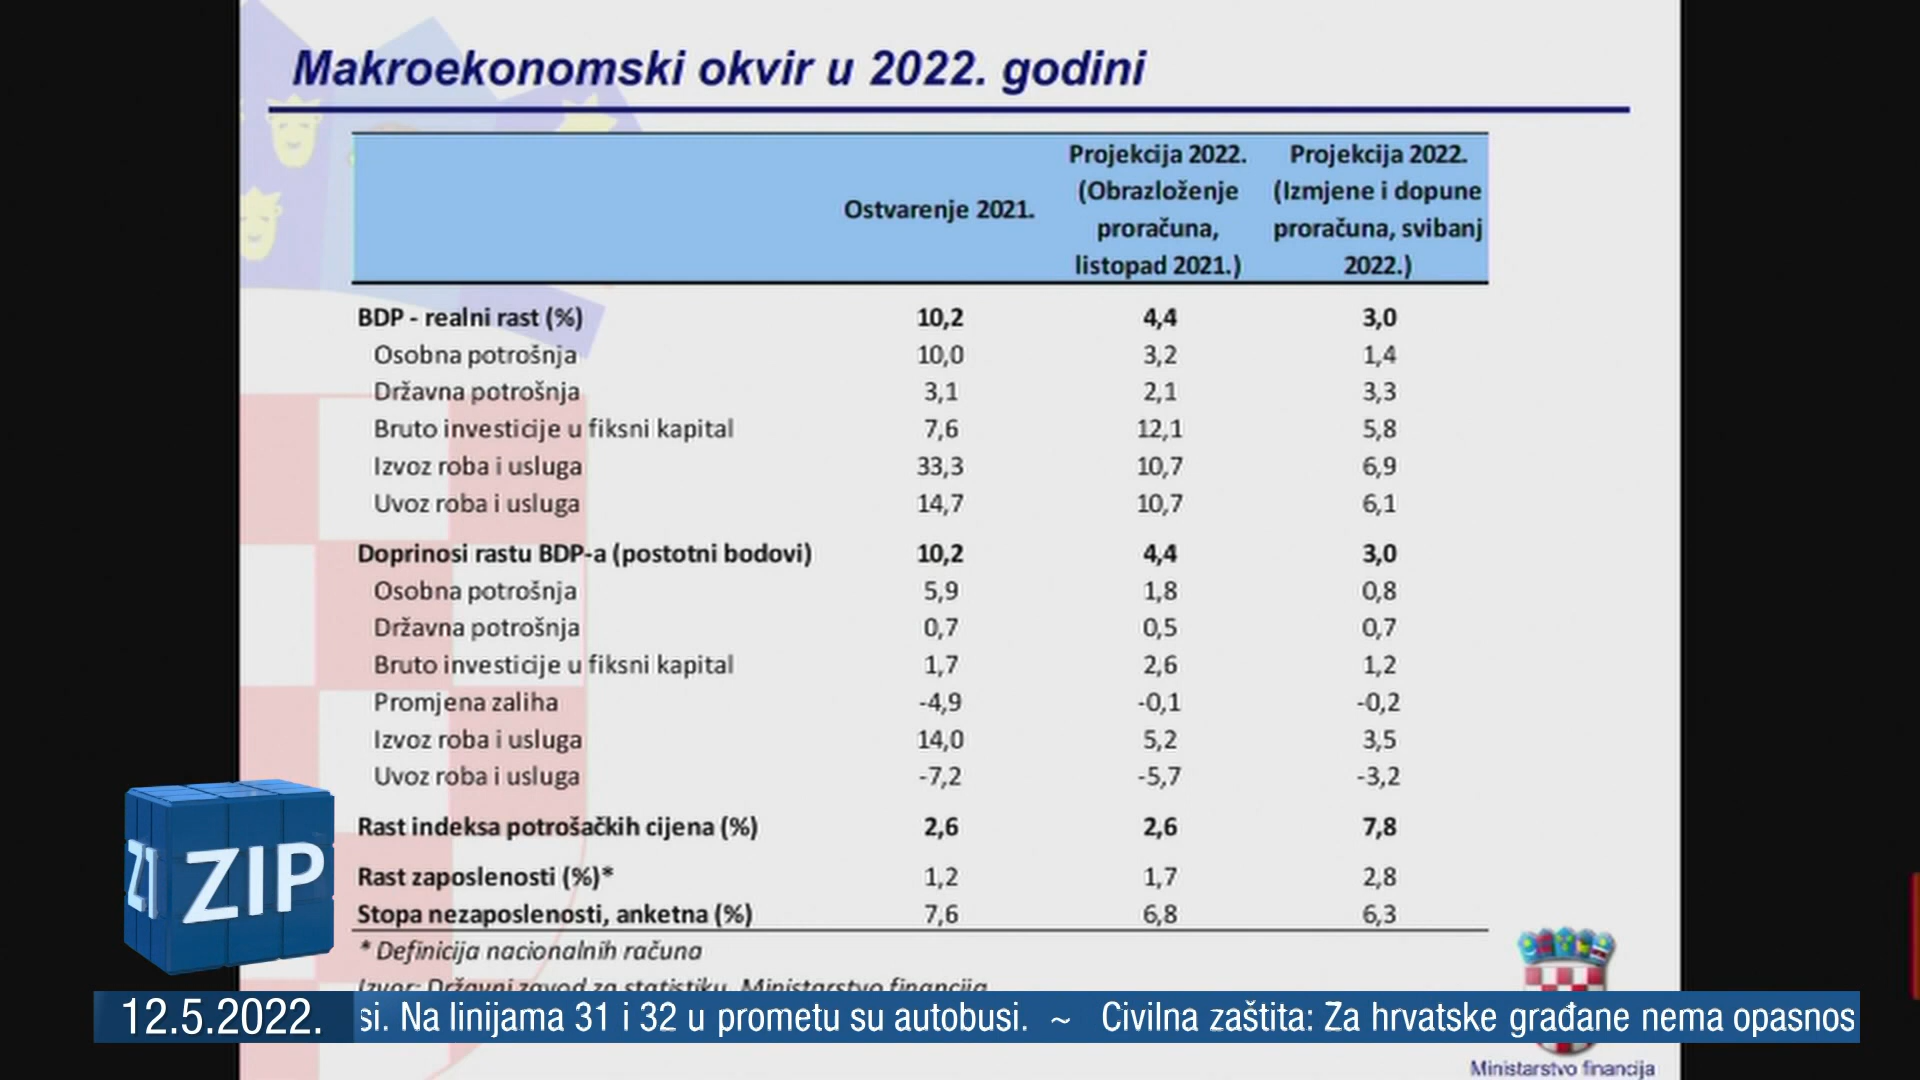 Makroekonomski okvir u 2022. godini
Ostvarenje 2021. Projekcija 2022. (Obrazloženje proračuna, listopad 2021.) Projekcija 2022. (Izmjene i dopune proračuna, svibanj 2022.)
BDP - realni rast (%) 10,2 4,4 3,0
Osobna potrošnja 10,0 3,2 1,4
Državna potrošnja 3,1 2,1 3,3
Bruto investicije u fiksni kapital 7,6 12,1 5,8
Izvoz roba i usluga 33,3 10,7 6,9
Uvoz roba i usluga 14,7 10,7 6,1
Doprinosi rastu BDP-a (postotni bodovi) 10,2 4,4 3,0
Osobna potrošnja 5,9 1,8 0,8
Državna potrošnja 0,7 0,5 0,7
Bruto investicije u fiksni kapital 1,7 2,6 1,2
Promjena zaliha -4,9 -0,1 -0,2
Izvoz roba i usluga 14,0 5,2 3,5
Uvoz roba i usluga -7,2 -5,7 -3,2
Rast indeksa potrošačkih cijena (%) 2,6 2,6 7,8
Rast zaposlenosti (%)* 1,2 1,7 2,8
Stopa nezaposlenosti, anketna (%) 7,6 6,8 6,3
* Definicija nacionalnih računa
Izvor: Državni zavod za statistiku, Ministarstvo financija
Z1 ZIP
12.5.2022. si. Na linijama 31 i 32 u prometu su autobusi. ~ Civilna zaštita: Za hrvatske građane nema opasnos
Ministarstvo financija